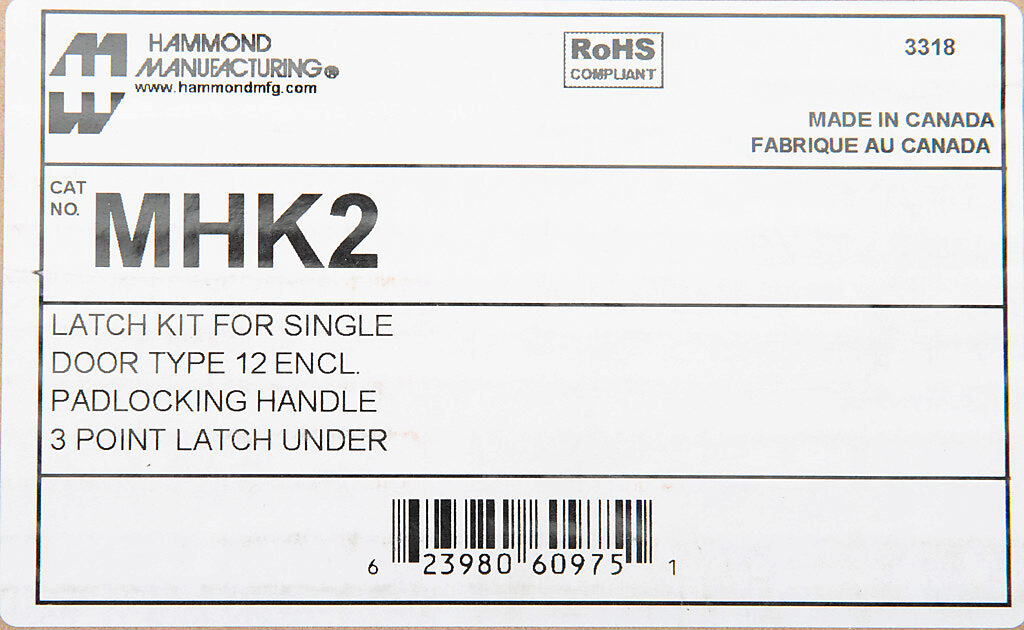 HAMMOND
MANUFACTURING®
www.hammondmfg.com
RoHS
COMPLIANT
3318
MADE IN CANADA
FABRIQUE AU CANADA
CAT
NO.
MHK2
LATCH KIT FOR SINGLE
DOOR TYPE 12 ENCL.
PADLOCKING HANDLE
3 POINT LATCH UNDER
6 23980 60975 1